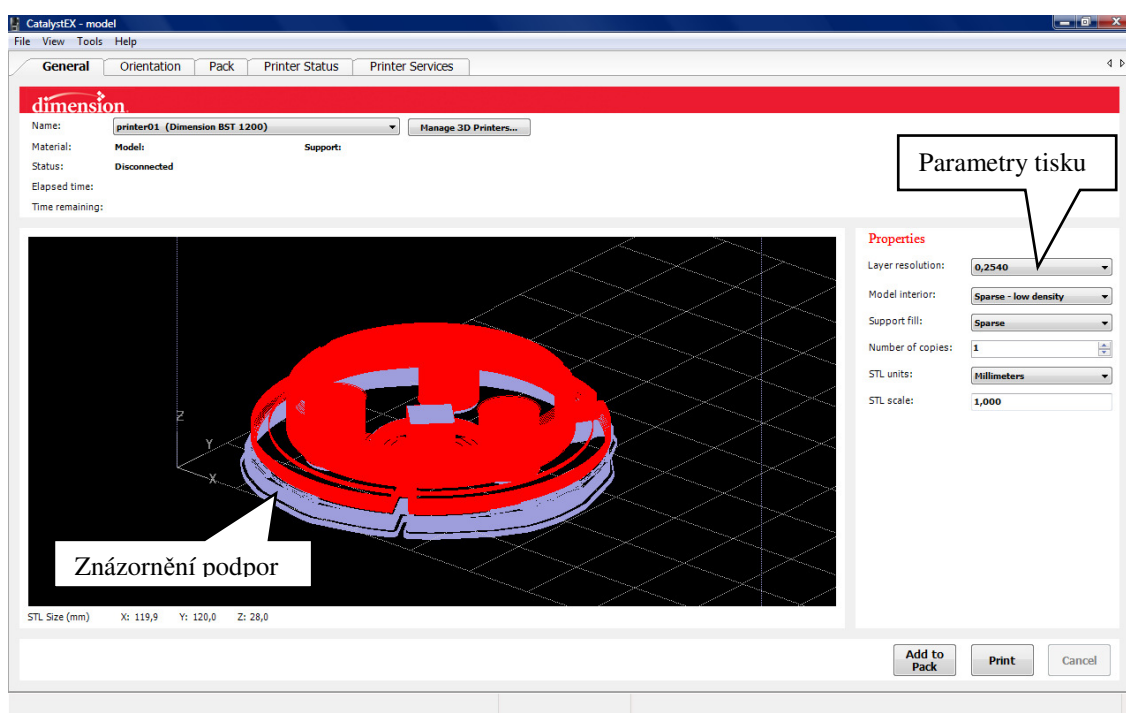 CatalystEX - model
File View Tools Help
General Orientation Pack Printer Status Printer Services
dimension.
Name: printer01 (Dimension BST 1200) Manage 3D Printers...
Material: Model: Support:
Status: Disconnected
Elapsed time:
Time remaining:
Parametry tisku
Properties
Layer resolution: 0,2540
Model interior: Sparse - low density
Support fill: Sparse
Number of copies: 1
STL units: Millimeters
STL scale: 1,000
Z
Y
X
Znázornění podpor
STL Size (mm) X: 119,9 Y: 120,0 Z: 28,0
Add to
Pack
Print
Cancel